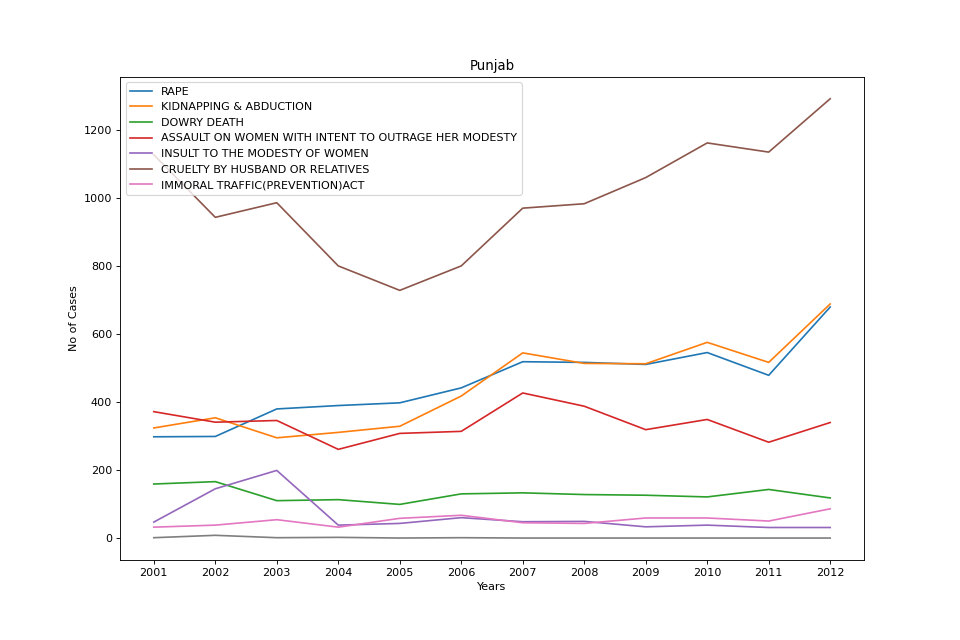 Punjab
RAPE
KIDNAPPING & ABDUCTION
DOWRY DEATH
ASSAULT ON WOMEN WITH INTENT TO OUTRAGE HER MODESTY
INSULT TO THE MODESTY OF WOMEN
CRUELTY BY HUSBAND OR RELATIVES
IMMORAL TRAFFIC(PREVENTION)ACT
No of Cases
1200
1000
800
600
400
200
0
2001 2002 2003 2004 2005 2006 2007 2008 2009 2010 2011 2012
Years